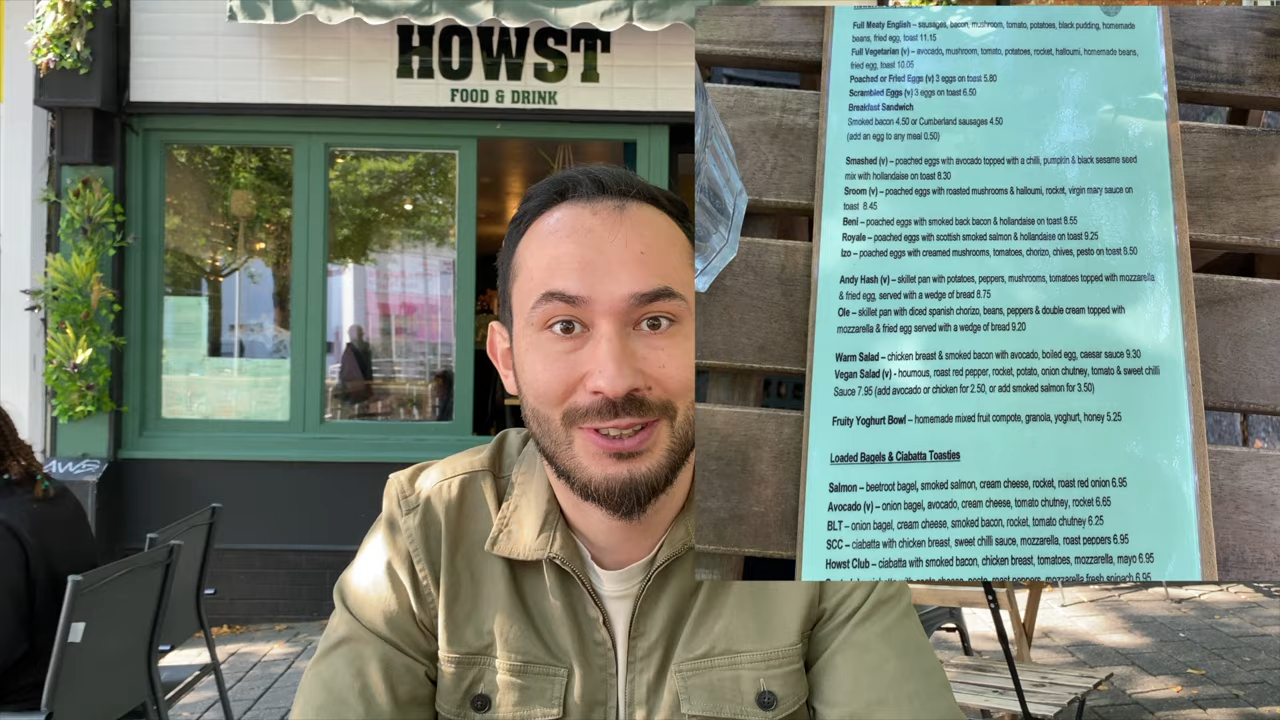 HOWST
FOOD & DRINK
AWS
Full Meaty English – sausages, bacon, mushroom, tomato, potatoes, black pudding, homemade
beans, fried egg, toast 11.15
Full Vegetarian (v) – avocado, mushroom, tomato, potatoes, rocket, halloumi, homemade beans,
fried egg, toast 10.05
Poached or Fried Eggs (v) 3 eggs on toast 5.80
Scrambled Eggs (v) 3 eggs on toast 6.50
Breakfast Sandwich
Smoked bacon 4.50 or Cumberland sausages 4.50
(add an egg to any meal 0.50)
Smashed (v) – poached eggs with avocado topped with a chilli, pumpkin & black sesame seed
mix with hollandaise on toast 8.30
Sroom (v) – poached eggs with roasted mushrooms & halloumi, rocket, virgin mary sauce on
toast 8.45
Beni – poached eggs with smoked back bacon & hollandaise on toast 8.55
Royale – poached eggs with scottish smoked salmon & hollandaise on toast 9.25
Izo – poached eggs with creamed mushrooms, tomatoes, chorizo, chives, pesto on toast 8.50
Andy Hash (v) – skillet pan with potatoes, peppers, mushrooms, tomatoes topped with mozzarella
& fried egg, served with a wedge of bread 8.75
Ole – skillet pan with diced spanish chorizo, beans, peppers & double cream topped with
mozzarella & fried egg served with a wedge of bread 9.20
Warm Salad – chicken breast & smoked bacon with avocado, boiled egg, caesar sauce 9.30
Vegan Salad (v) - houmous, roast red pepper, rocket, potato, onion chutney, tomato & sweet chilli
Sauce 7.95 (add avocado or chicken for 2.50, or add smoked salmon for 3.50)
Fruity Yoghurt Bowl – homemade mixed fruit compote, granola, yoghurt, honey 5.25
Loaded Bagels & Ciabatta Toasties
Salmon – beetroot bagel, smoked salmon, cream cheese, rocket, roast red onion 6.95
Avocado (v) – onion bagel, avocado, cream cheese, tomato chutney, rocket 6.65
BLT – onion bagel, cream cheese, smoked bacon, rocket, tomato chutney 6.25
SCC – ciabatta with chicken breast, sweet chilli sauce, mozzarella, roast peppers 6.95
Howst Club – ciabatta with smoked bacon, chicken breast, tomatoes, mozzarella, mayo 6.95